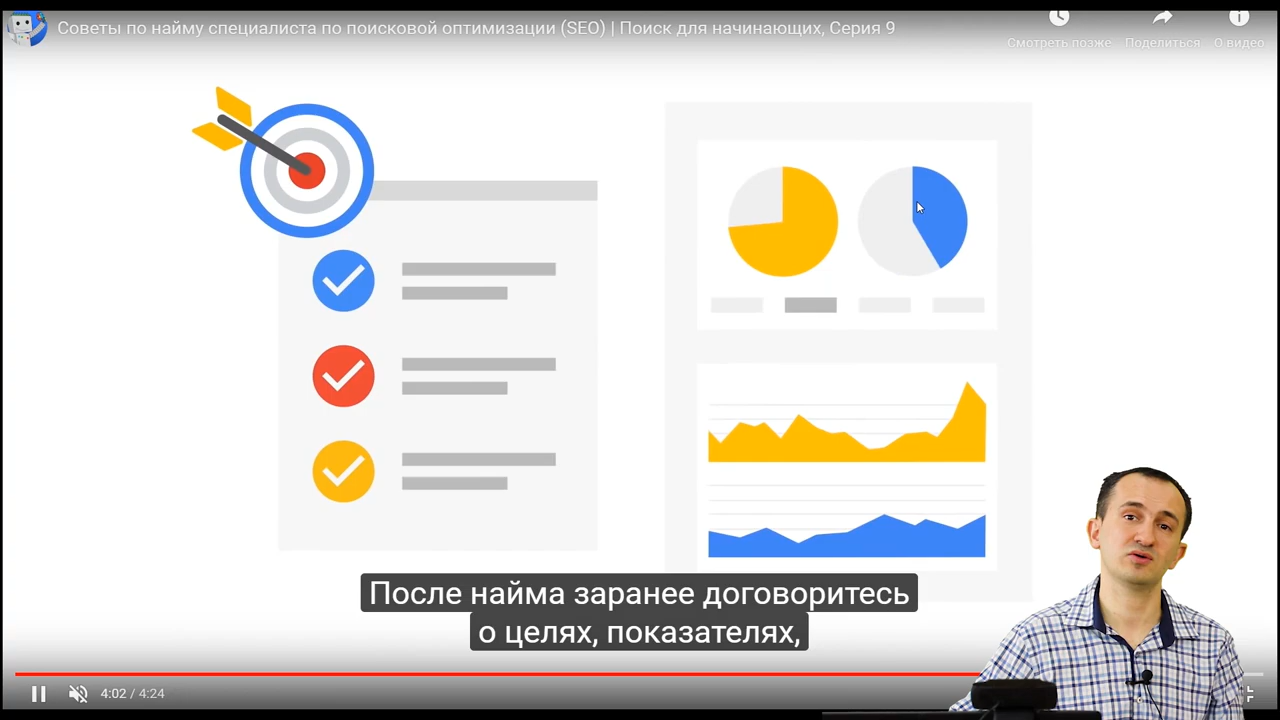 Советы по найму специалиста по поисковой оптимизации (SEO) | Поиск для начинающих, Серия 9
Смотреть позже
Поделиться
О видео
После найма заранее договоритесь
о целях, показателях,
4:02 / 4:24